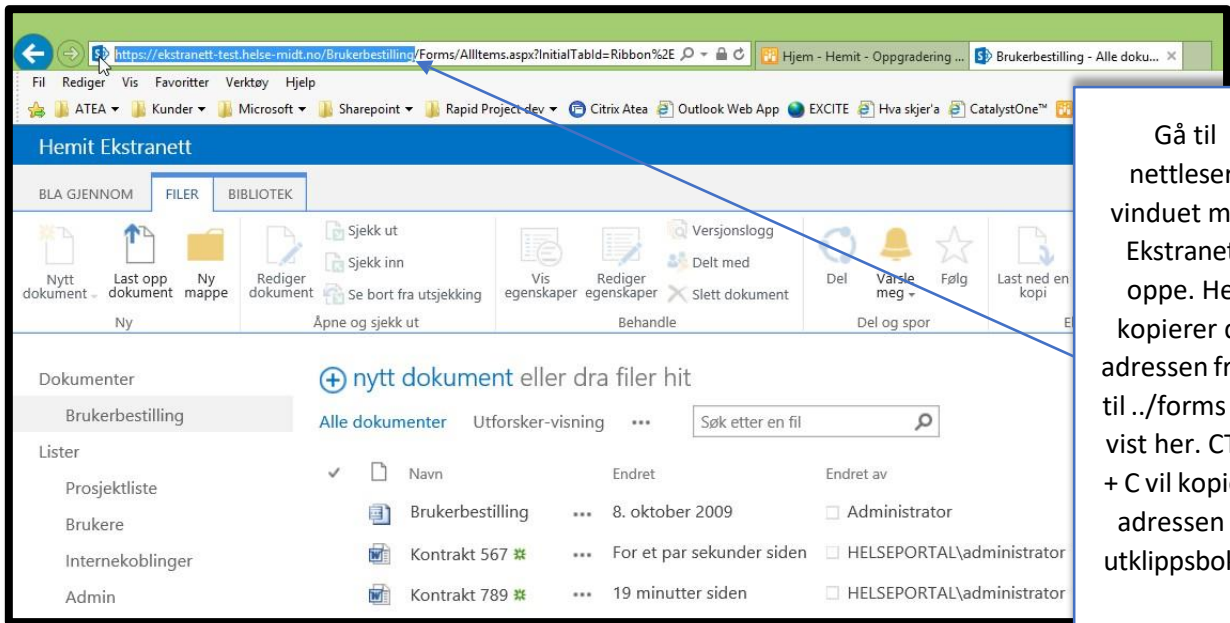 https://ekstranett-test.helse-midt.no/Brukerbestilling/Forms/AllItems.aspx?InitialTabId=Ribbon%2E
Hjem - Hemit - Oppgradering ...
Brukerbestilling - Alle doku...
Fil Rediger Vis Favoritter Verktøy Hjelp
ATEA Kunder Microsoft Sharepoint Rapid Project dev Citrix Atea Outlook Web App EXCITE Hva skjer'a CatalystOne™
Hemit Ekstranett
BLA GJENNOM FILER BIBLIOTEK
Nytt dokument
Last opp dokument
Ny mappe
Ny
Rediger dokument
Sjekk ut
Sjekk inn
Se bort fra utsjekking
Åpne og sjekk ut
Vis egenskaper
Rediger egenskaper
Versjonslogg
Delt med
Slett dokument
Behandle
Del
Varsle meg
Følg
Del og spor
Last ned en kopi
Dokumenter
Brukerbestilling
Lister
Prosjektliste
Brukere
Internekoblinger
Admin
nytt dokument eller dra filer hit
Alle dokumenter Utforsker-visning ... Søk etter en fil
Navn Endret Endret av
Brukerbestilling ... 8. oktober 2009 Administrator
Kontrakt 567 ... For et par sekunder siden HELSEPORTAL\administrator
Kontrakt 789 ... 19 minutter siden HELSEPORTAL\administrator
Gå til
nettleser
vinduet m
Ekstranet
oppe. He
kopierer
adressen fr
til ../forms
vist her. CT
+ C vil kopi
adressen
utklippsbol